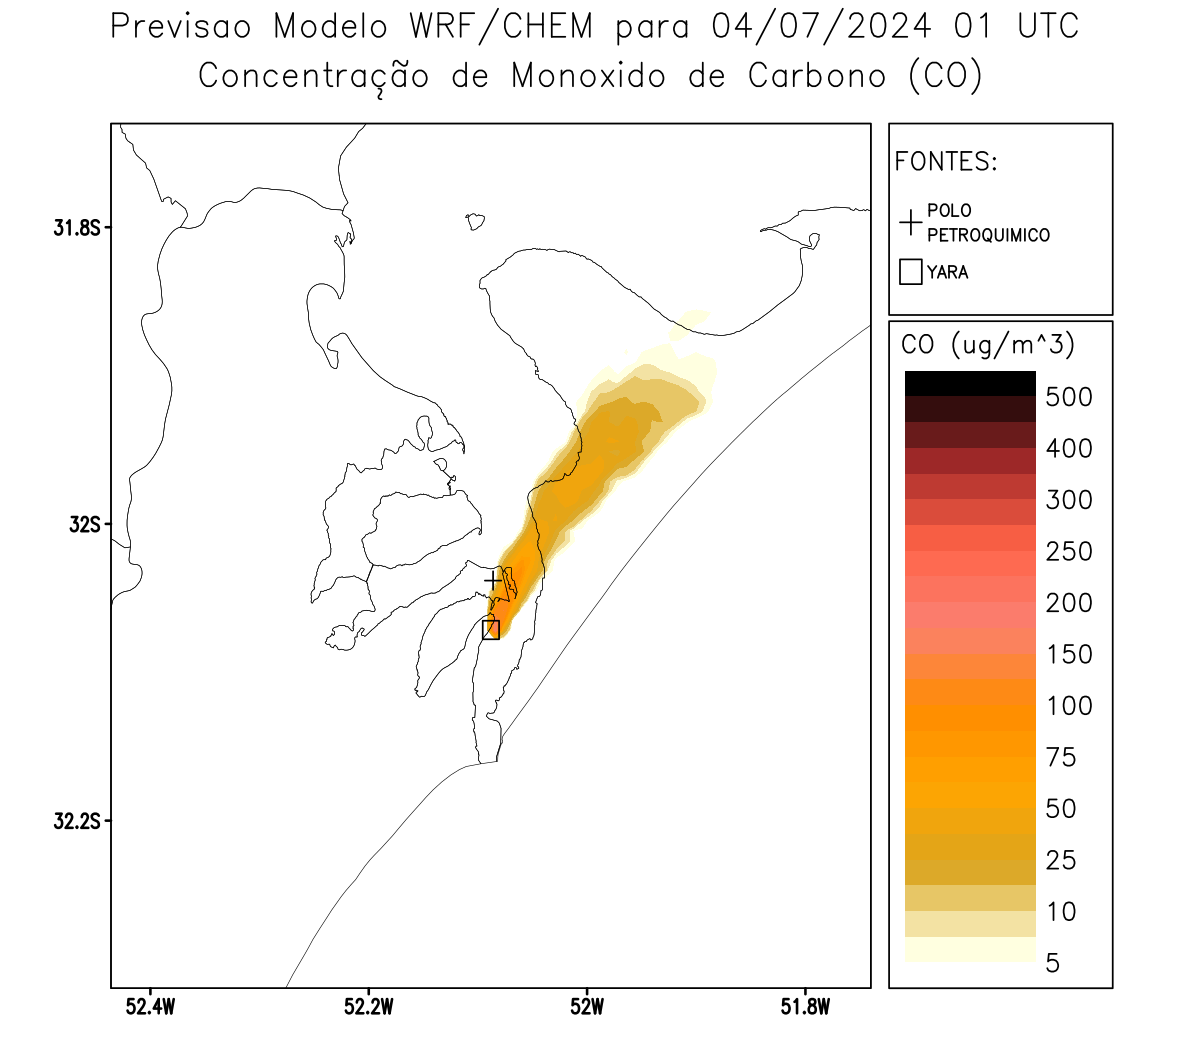 Previsao Modelo WRF/CHEM para 04/07/2024 01 UTC
Concentração de Monoxido de Carbono (CO)
FONTES:
POLO
PETROQUIMICO
YARA
CO (ug/m^3)
500
400
300
250
200
150
100
75
50
25
10
5
31.8S
32S
32.2S
52.4W
52.2W
52W
51.8W